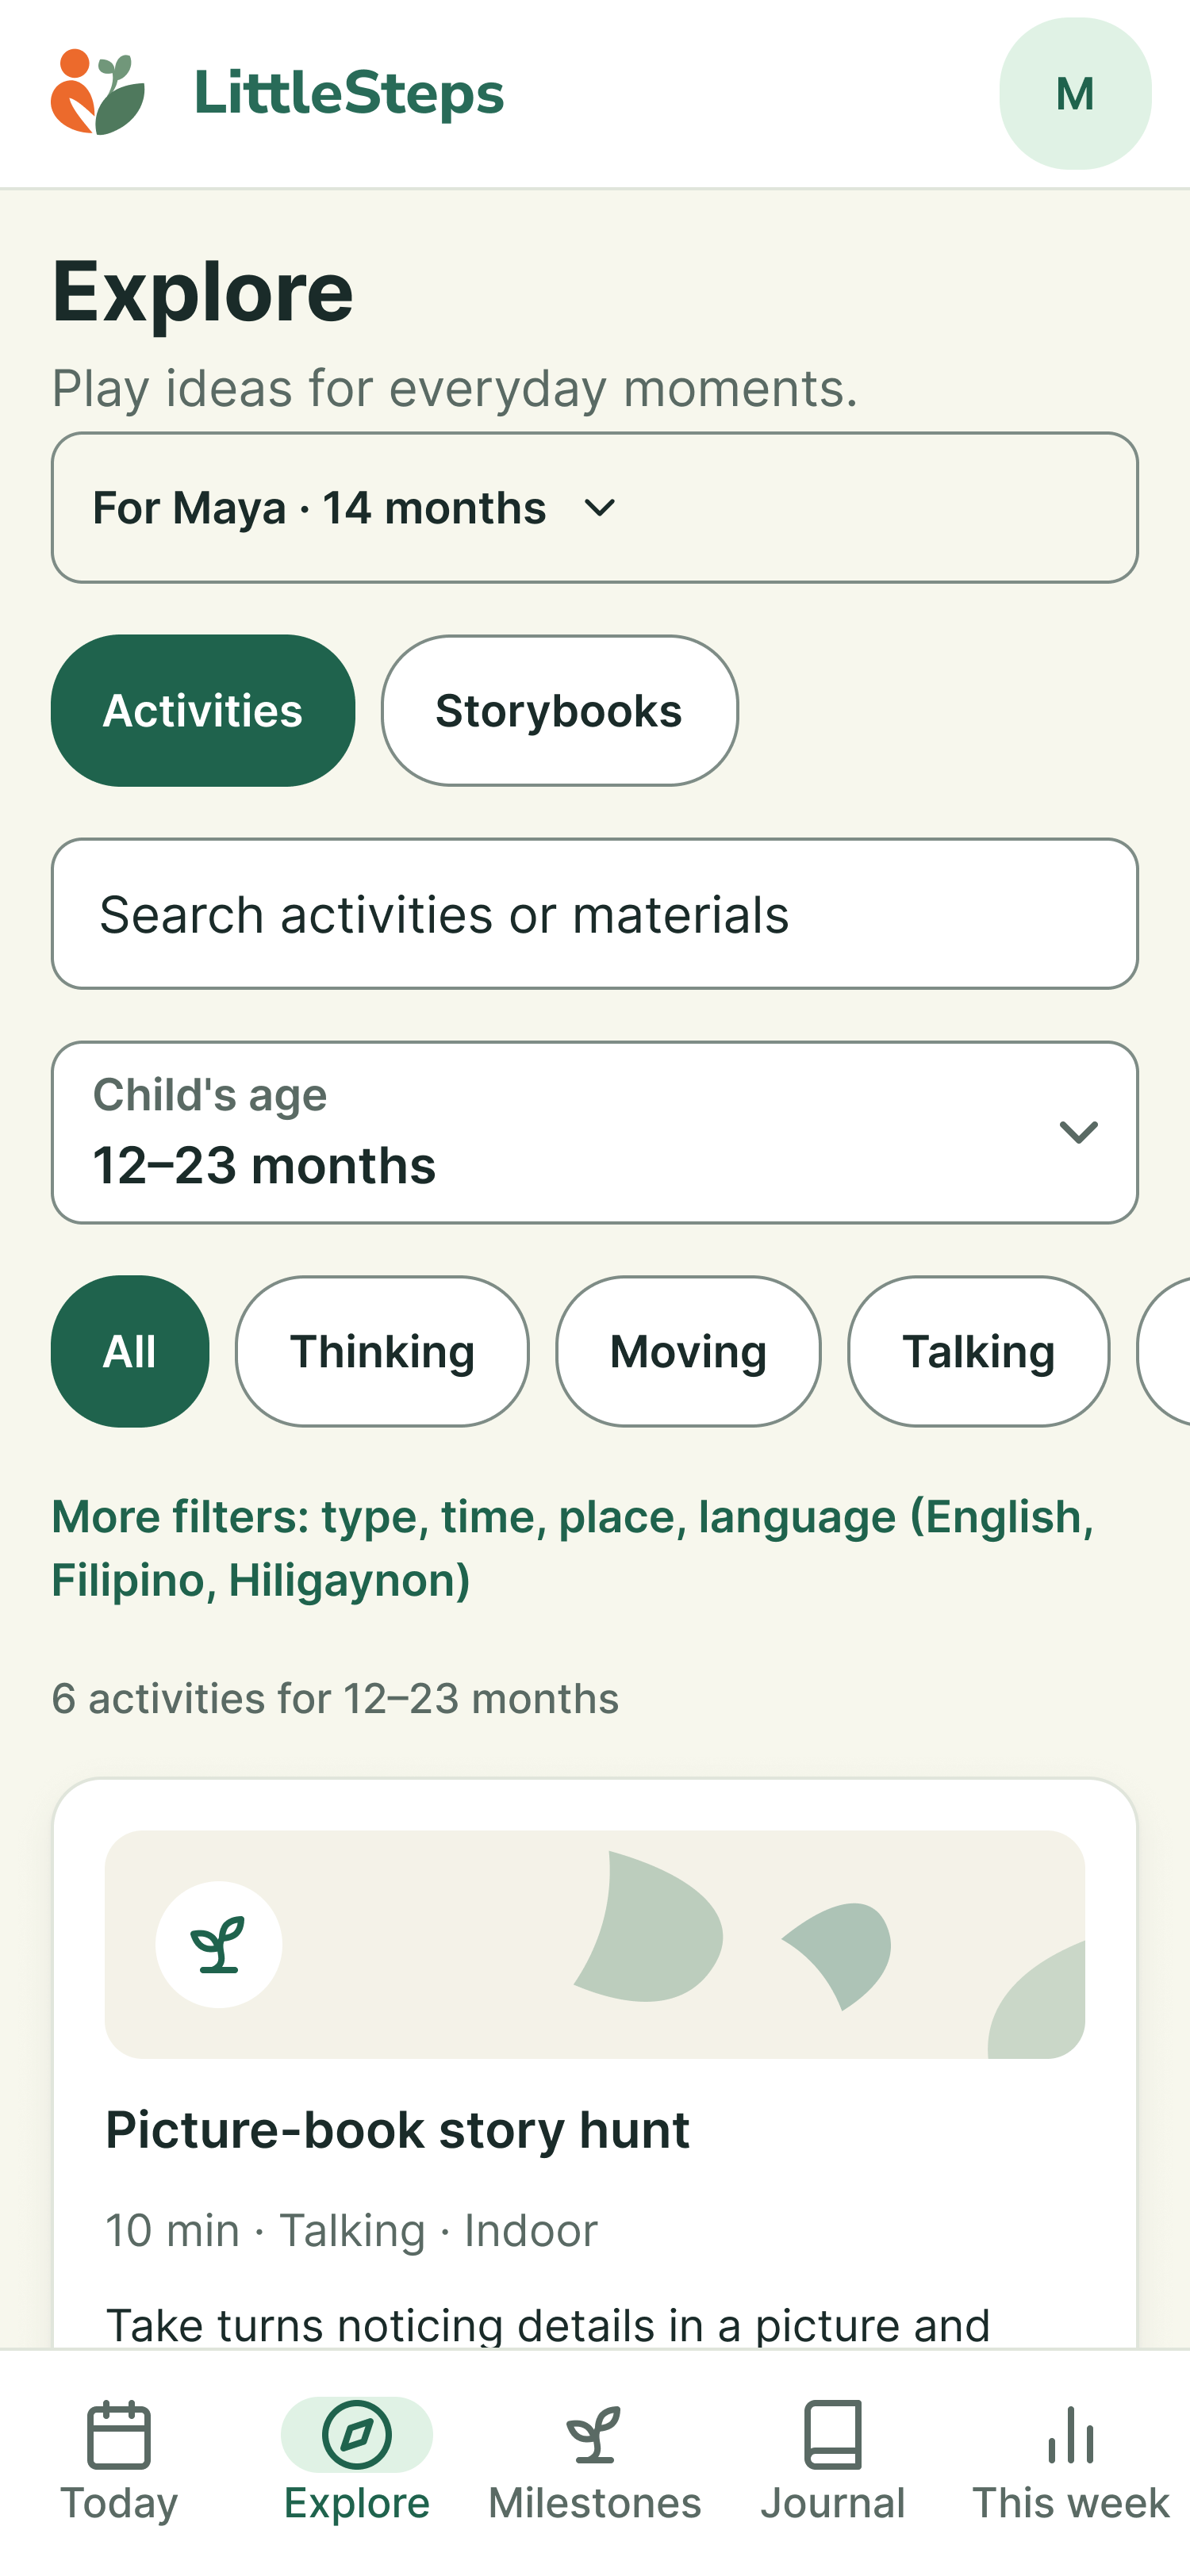 LittleSteps
M
Explore
Play ideas for everyday moments.
For Maya · 14 months
Activities
Storybooks
Search activities or materials
Child's age
12–23 months
All
Thinking
Moving
Talking
More filters: type, time, place, language (English,
Filipino, Hiligaynon)
6 activities for 12–23 months
Picture-book story hunt
10 min · Talking · Indoor
Take turns noticing details in a picture and
Today
Explore
Milestones
Journal
This week